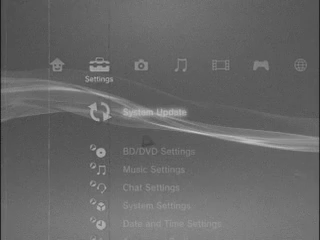 Settings
System Update
BD/DVD Settings
Music Settings
Chat Settings
System Settings
Date and Time Settings